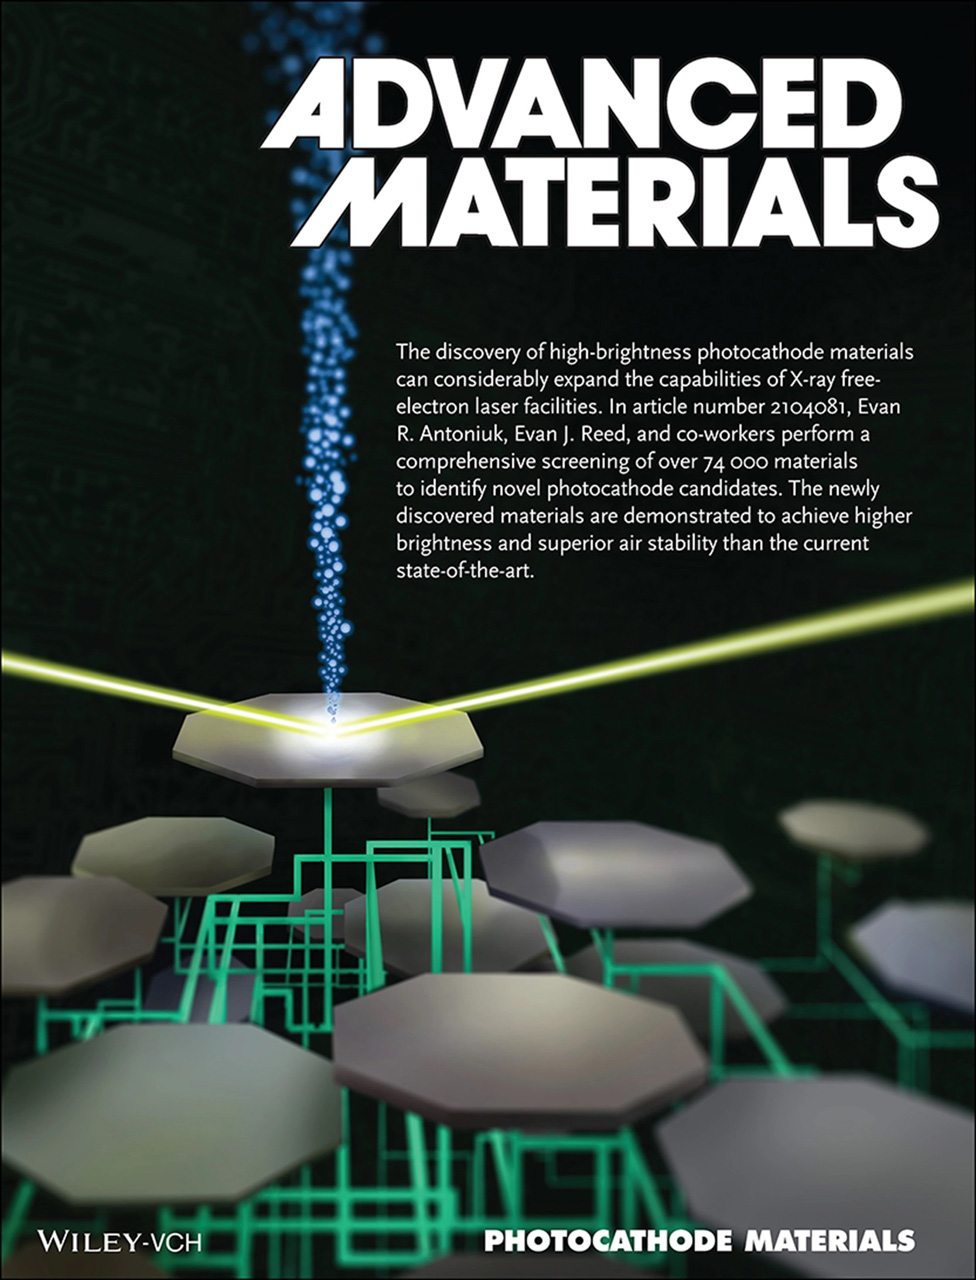 ADVANCED
MATERIALS
The discovery of high-brightness photocathode materials
can considerably expand the capabilities of X-ray free-
electron laser facilities. In article number 2104081, Evan
R. Antoniuk, Evan J. Reed, and co-workers perform a
comprehensive screening of over 74 000 materials
to identify novel photocathode candidates. The newly
discovered materials are demonstrated to achieve higher
brightness and superior air stability than the current
state-of-the-art.
WILEY-VCH
PHOTOCATHODE MATERIALS